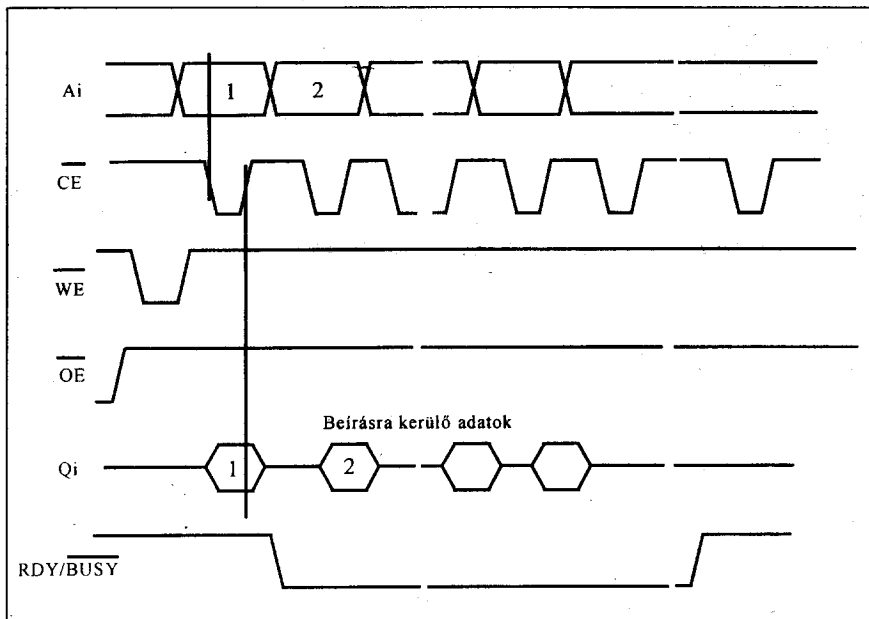 Ai
1 2
CE
WE
OE
Beírásra kerülő adatok
Qi
1 2
RDY/BUSY